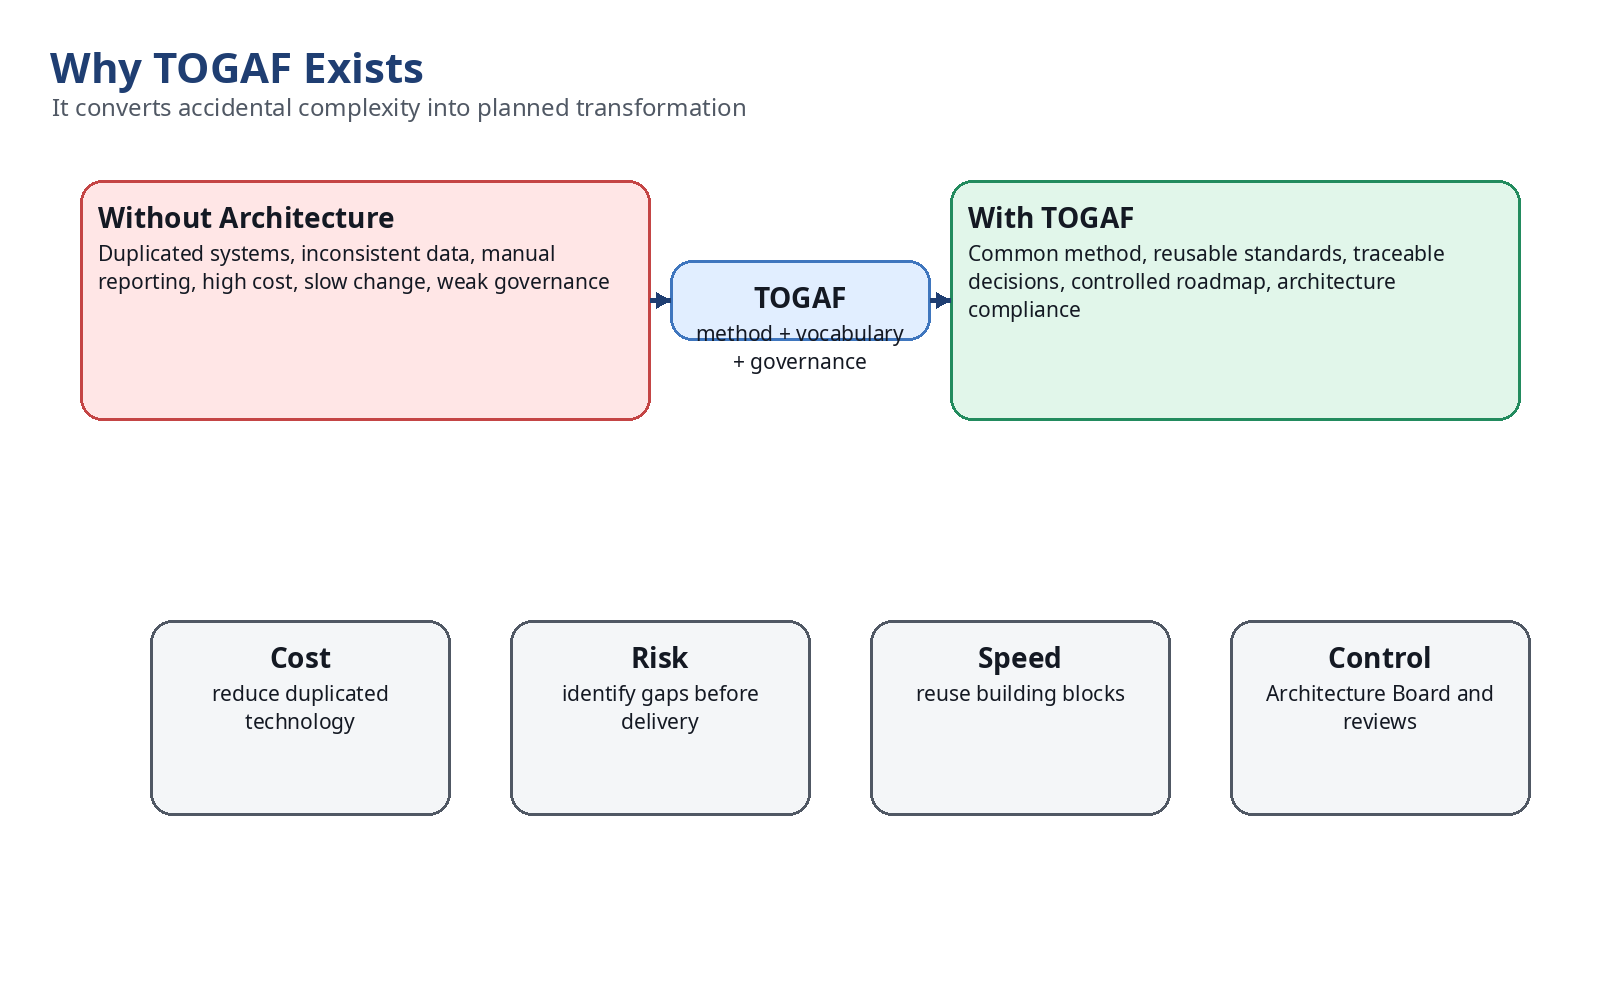 Why TOGAF Exists
It converts accidental complexity into planned transformation
Without Architecture
Duplicated systems, inconsistent data, manual
reporting, high cost, slow change, weak governance
TOGAF
method + vocabulary
+ governance
With TOGAF
Common method, reusable standards, traceable
decisions, controlled roadmap, architecture
compliance
Cost
reduce duplicated
technology
Risk
identify gaps before
delivery
Speed
reuse building blocks
Control
Architecture Board and
reviews